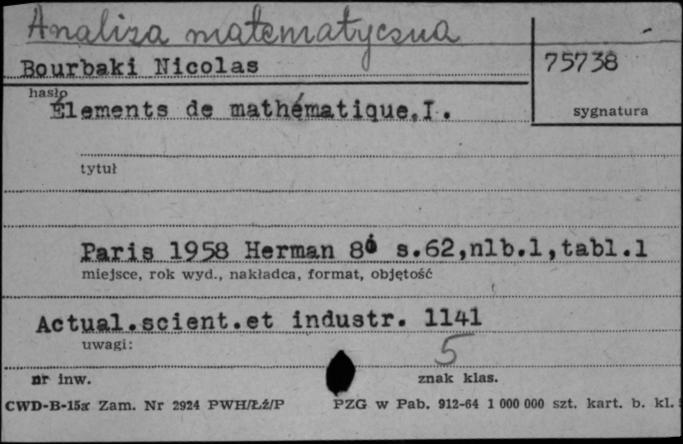 Analiza matematyczna
Bourbaki Nicolas
75738
hasło
sygnatura
Élements de mathématique,I.
tytuł
Paris 1958 Herman 8° s.62,nlb.1,tabl.1
miejsce, rok wyd., nakładca, format, objętość
Actual.scient.et industr. 1141
uwagi:
5
nr inw.
znak klas.
CWD-B-15a Zam. Nr 2924 PWH/Łż/P PZG w Pab. 912-64 1 000 000 szt. kart. b. kl.